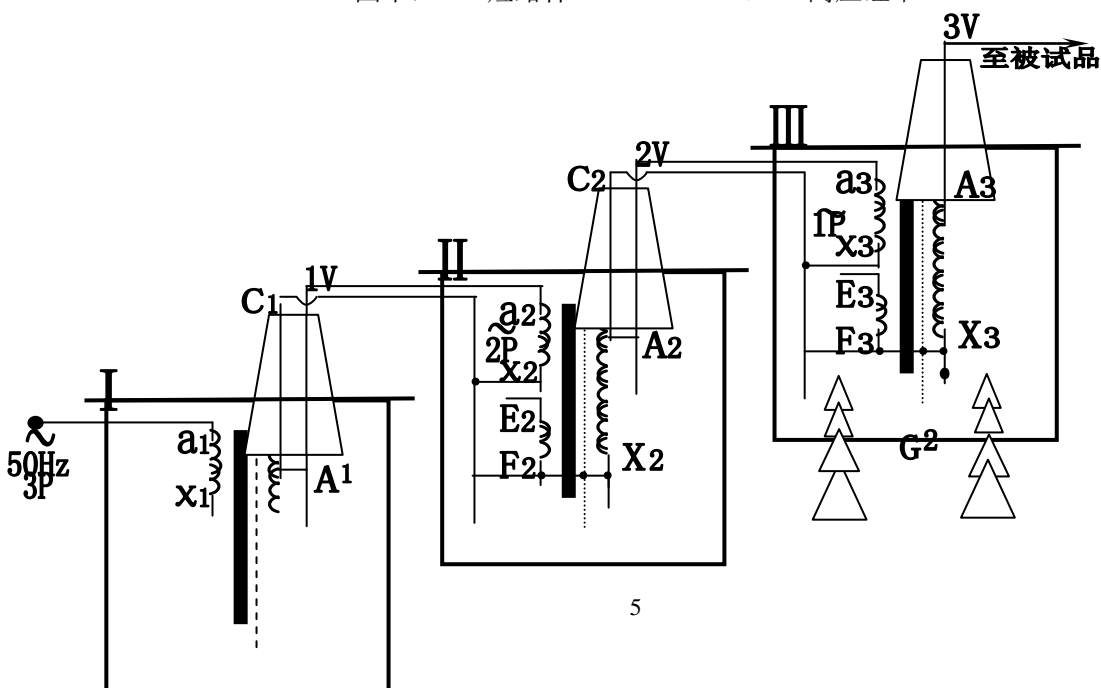 3V
至被试品
III
2V
C2
a3
A3
1P
X3
II
E3
1V
C1
a2
F3
X3
2P
A2
X2
I
E2
G2
a1
X2
F2
50Hz
3P
A1
X1
5